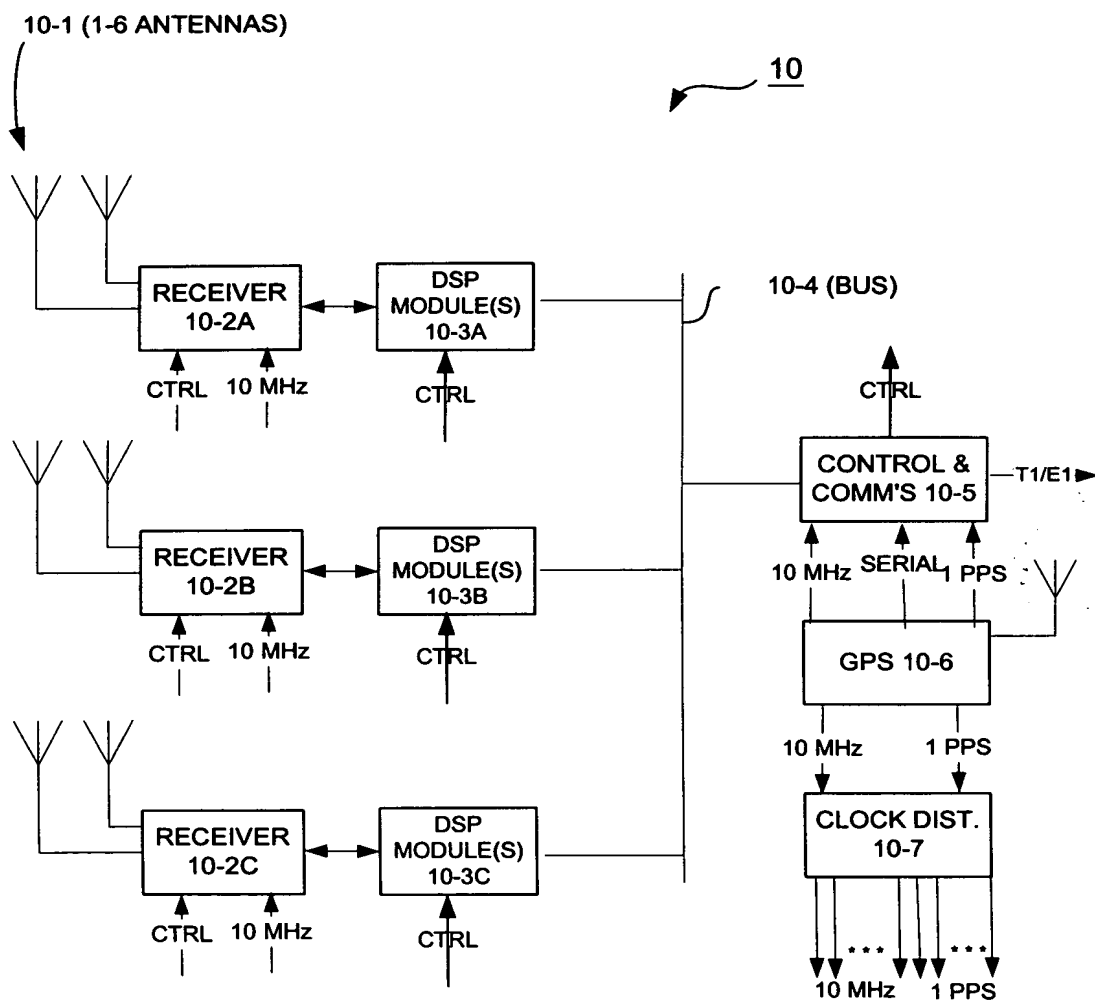 10-1 (1-6 ANTENNAS)
10
RECEIVER
10-2A
DSP
MODULE(S)
10-3A
10-4 (BUS)
CTRL
10 MHz
CTRL
CTRL
CONTROL &
COMM'S 10-5
T1/E1
RECEIVER
10-2B
DSP
MODULE(S)
10-3B
10 MHz
SERIAL
1 PPS
CTRL
10 MHz
CTRL
GPS 10-6
10 MHz
1 PPS
RECEIVER
10-2C
DSP
MODULE(S)
10-3C
CLOCK DIST.
10-7
CTRL
10 MHz
CTRL
***
***
10 MHz
1 PPS